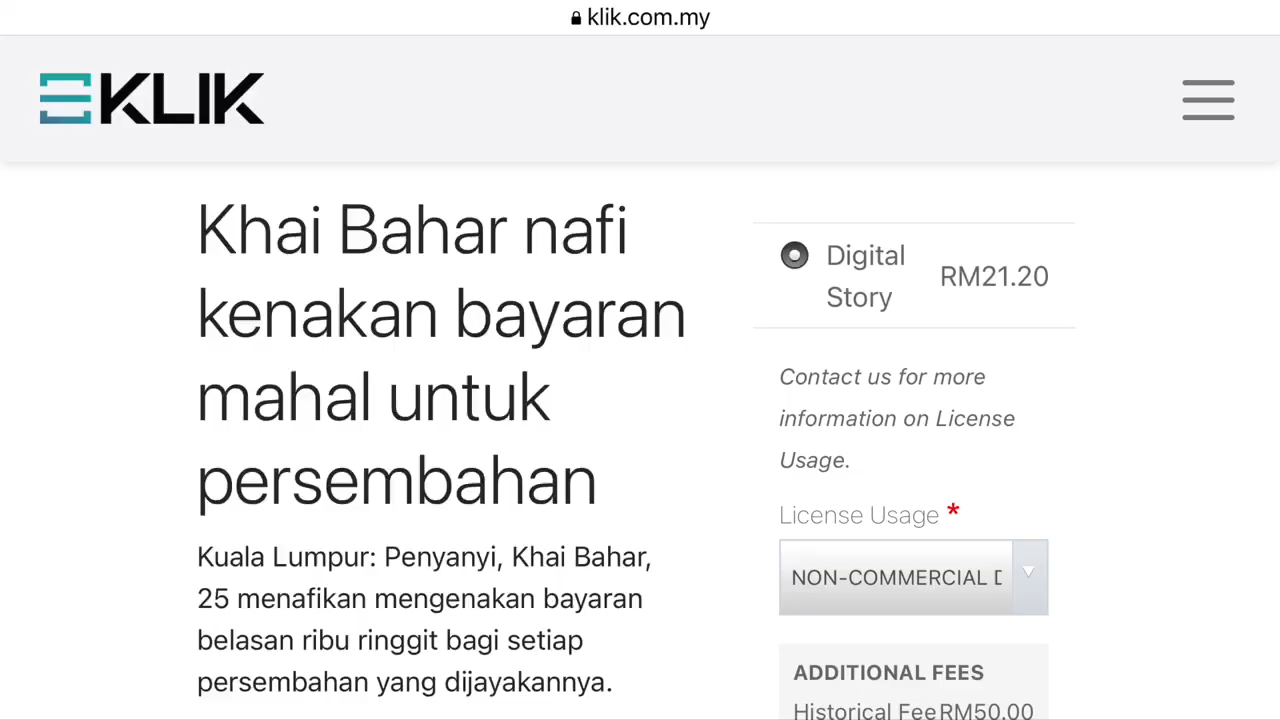 klik.com.my
KLIK
Khai Bahar nafi
kenakan bayaran
mahal untuk
persembahan
Kuala Lumpur: Penyanyi, Khai Bahar,
25 menafikan mengenakan bayaran
belasan ribu ringgit bagi setiap
persembahan yang dijayakannya.
Digital
Story
RM21.20
Contact us for more
information on License
Usage.
License Usage *
NON-COMMERCIAL
ADDITIONAL FEES
Historical Fee RM50.00